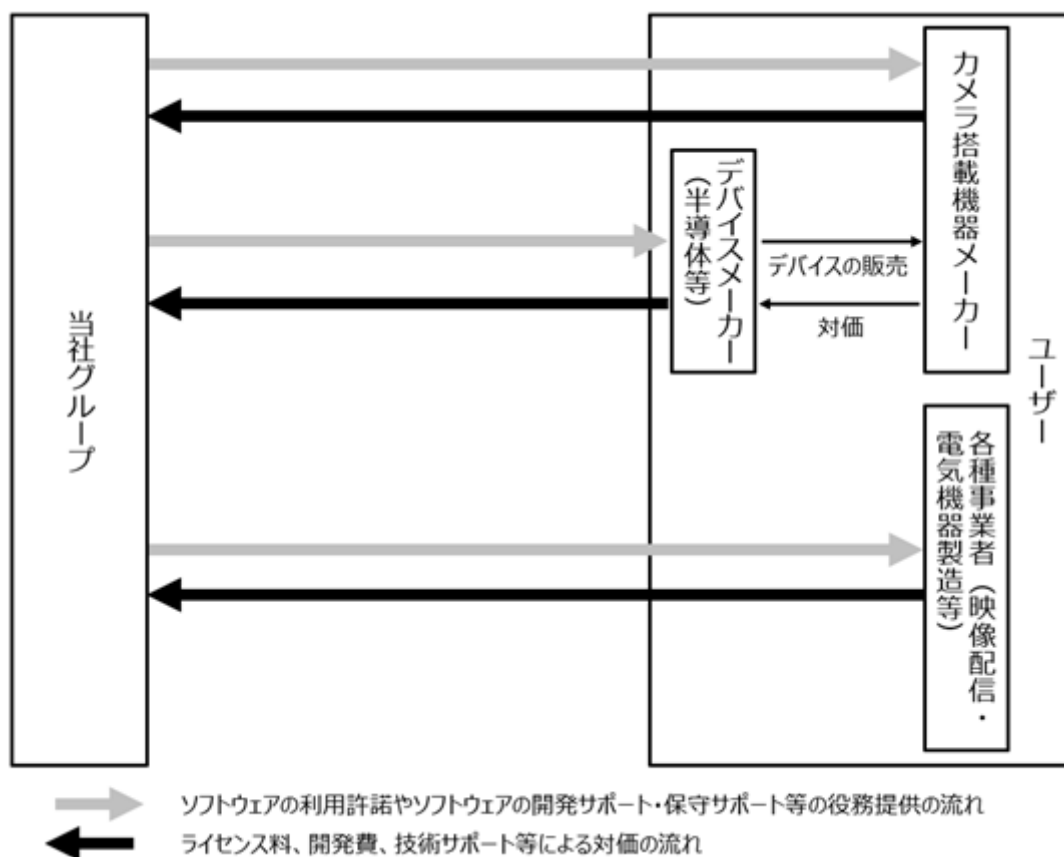 当社グループ
カメラ搭載機器メーカー
デバイスメーカー
(半導体等)
デバイスの販売
対価
ユーザー
各種事業者(映像配信・
電気機器製造等)
ソフトウェアの利用許諾やソフトウェアの開発サポート・保守サポート等の役務提供の流れ
ライセンス料、開発費、技術サポート等による対価の流れ